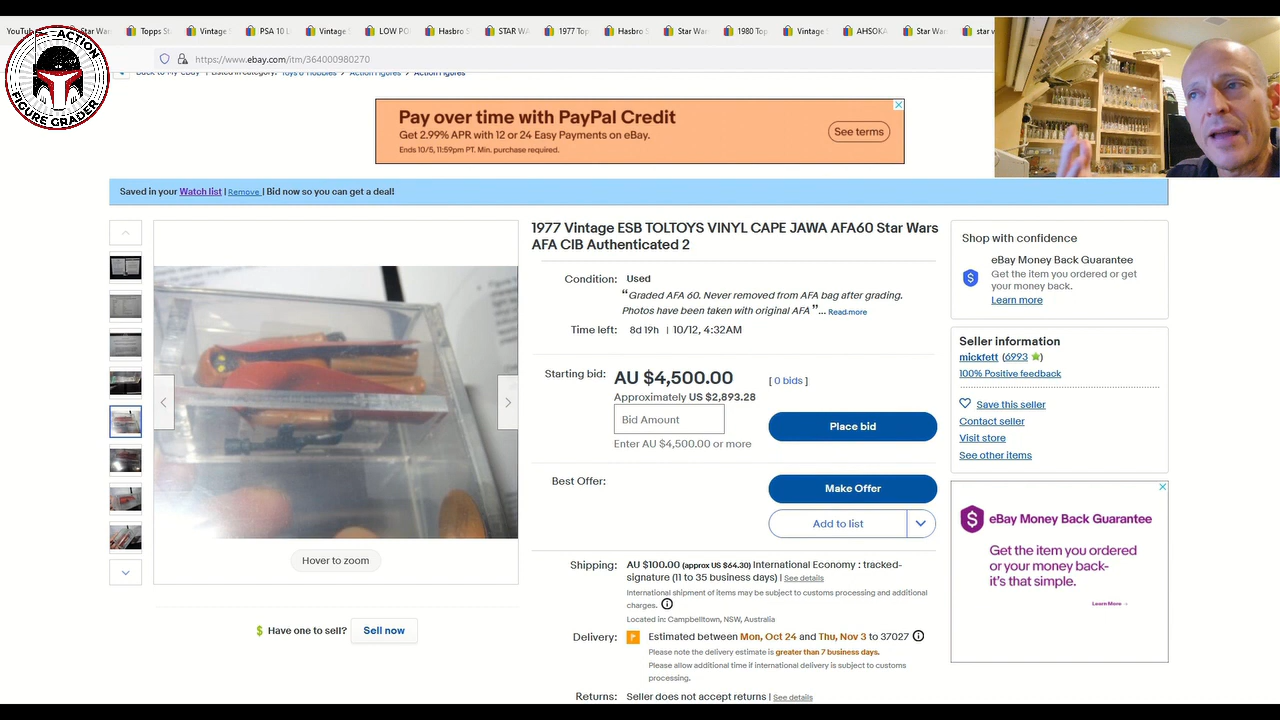 YouTub
Star War
Topps St
Vintage
PSA 10 L
Vintage
LOW PO
Hasbro S
STAR WA
1977 Top
Hasbro S
Star War
1980 Top
Vintage S
AHSOKA
Star War
star v
ACTION
FIGURE GRADER
https://www.ebay.com/itm/364000980270
Back to My eBay | Listed in category: Toys & Hobbies > Action Figures > Action Figures
Pay over time with PayPal Credit
Get 2.99% APR with 12 or 24 Easy Payments on eBay.
Ends 10/5, 11:59pm PT. Min. purchase required.
See terms
Saved in your Watch list | Remove | Bid now so you can get a deal!
1977 Vintage ESB TOLTOYS VINYL CAPE JAWA AFA60 Star Wars
AFA CIB Authenticated 2
Condition: Used
“Graded AFA 60. Never removed from AFA bag after grading.
Photos have been taken with original AFA ”... Read more
Time left: 8d 19h | 10/12, 4:32AM
Starting bid: AU $4,500.00 [ 0 bids ]
Approximately US $2,893.28
Bid Amount
Place bid
Enter AU $4,500.00 or more
Best Offer:
Make Offer
Add to list
Hover to zoom
Have one to sell? Sell now
Shipping: AU $100.00 (approx US $64.30) International Economy : tracked-
signature (11 to 35 business days) | See details
International shipment of items may be subject to customs processing and additional
charges.
Located in: Campbelltown, NSW, Australia
Delivery: Estimated between Mon, Oct 24 and Thu, Nov 3 to 37027
Please note the delivery estimate is greater than 7 business days.
Please allow additional time if international delivery is subject to customs
processing.
Returns: Seller does not accept returns | See details
Shop with confidence
eBay Money Back Guarantee
Get the item you ordered or get
your money back.
Learn more
Seller information
mickfett (6993)
100% Positive feedback
Save this seller
Contact seller
Visit store
See other items
eBay Money Back Guarantee
Get the item you ordered
or your money back-
it's that simple.
Learn More →